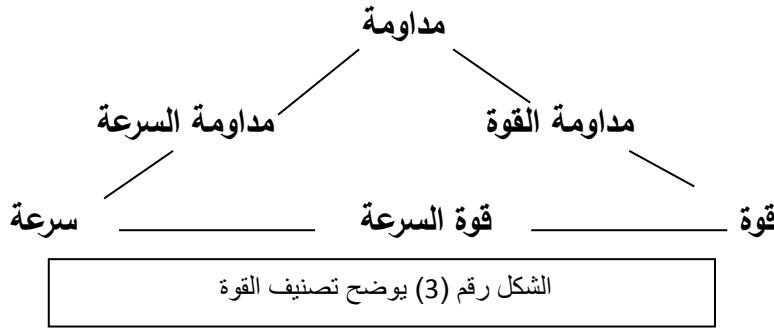 مداومة
مداومة القوة مداومة السرعة
قوة قوة السرعة سرعة
الشكل رقم (3) يوضح تصنيف القوة